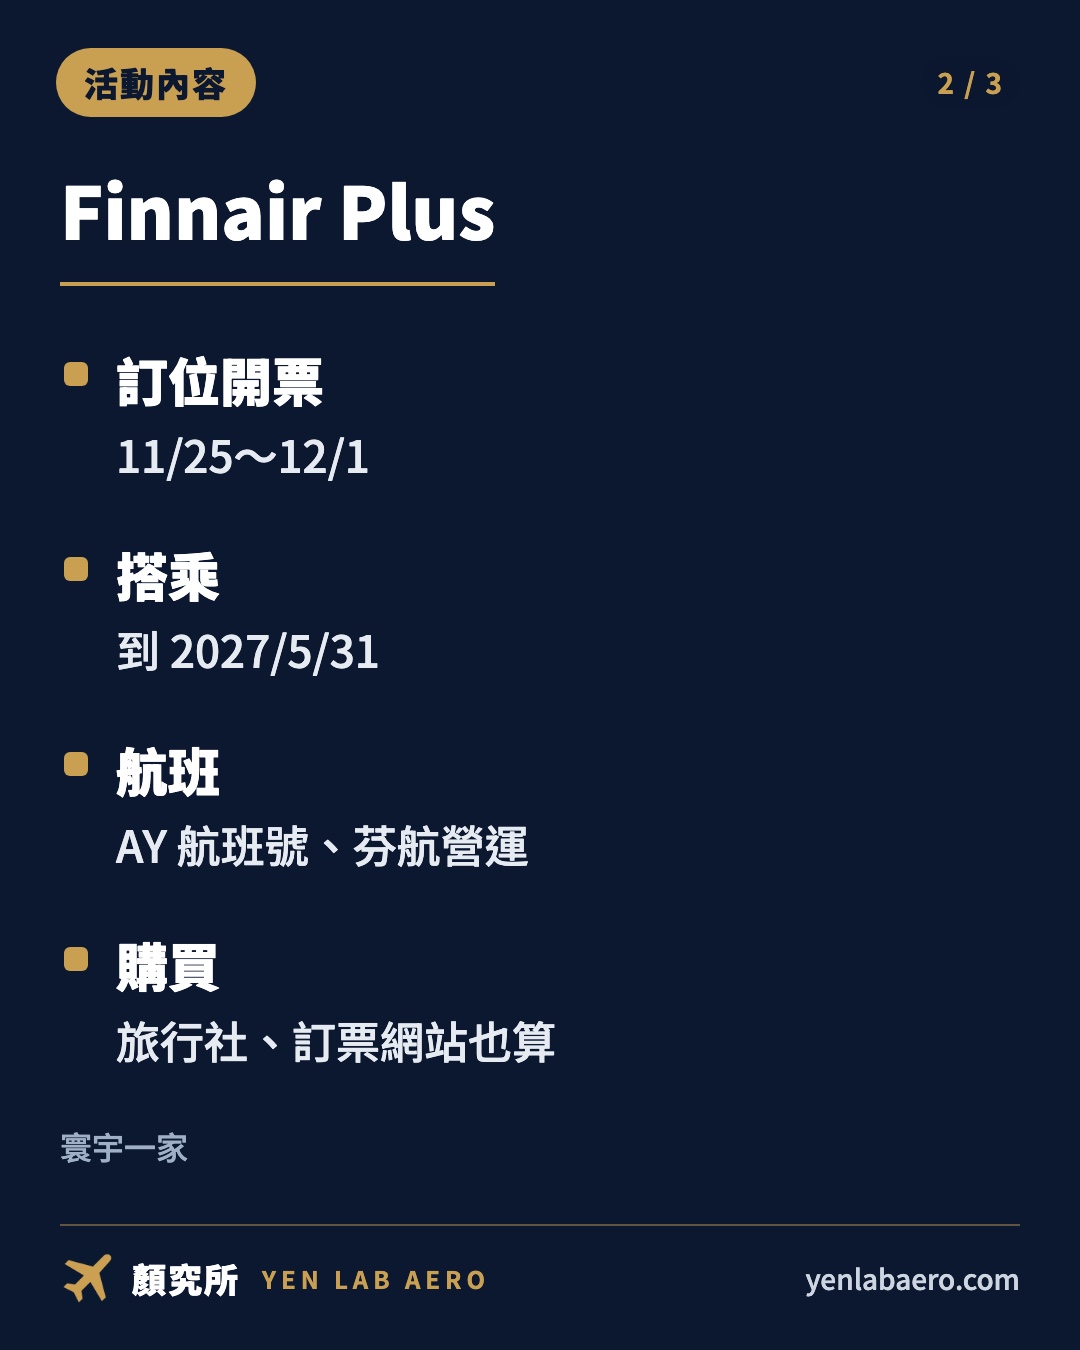 活動內容
2 / 3
Finnair Plus
訂位開票
11/25～12/1
搭乘
到 2027/5/31
航班
AY 航班號、芬航營運
購買
旅行社、訂票網站也算
寰宇一家
顏究所 YEN LAB AERO
yenlabaero.com